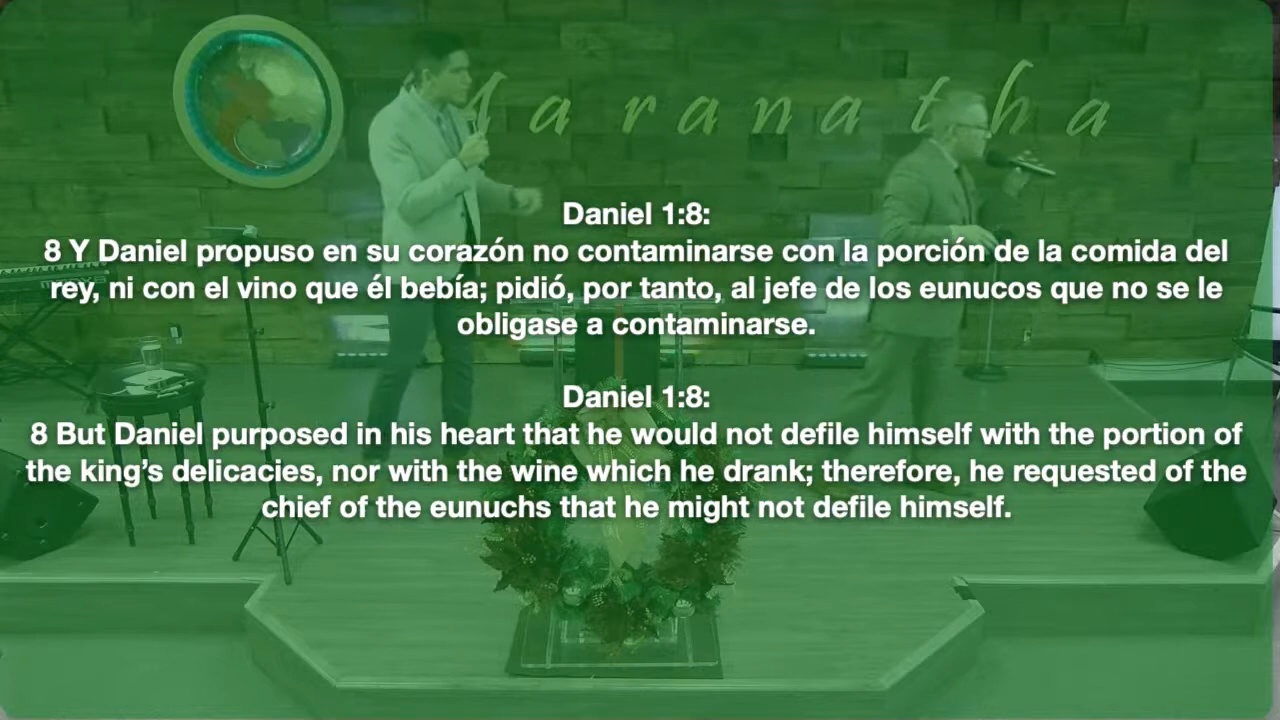 Maranatha
Daniel 1:8:
8 Y Daniel propuso en su corazón no contaminarse con la porción de la comida del
rey, ni con el vino que él bebía; pidió, por tanto, al jefe de los eunucos que no se le
obligase a contaminarse.
Daniel 1:8:
8 But Daniel purposed in his heart that he would not defile himself with the portion of
the king’s delicacies, nor with the wine which he drank; therefore, he requested of the
chief of the eunuchs that he might not defile himself.